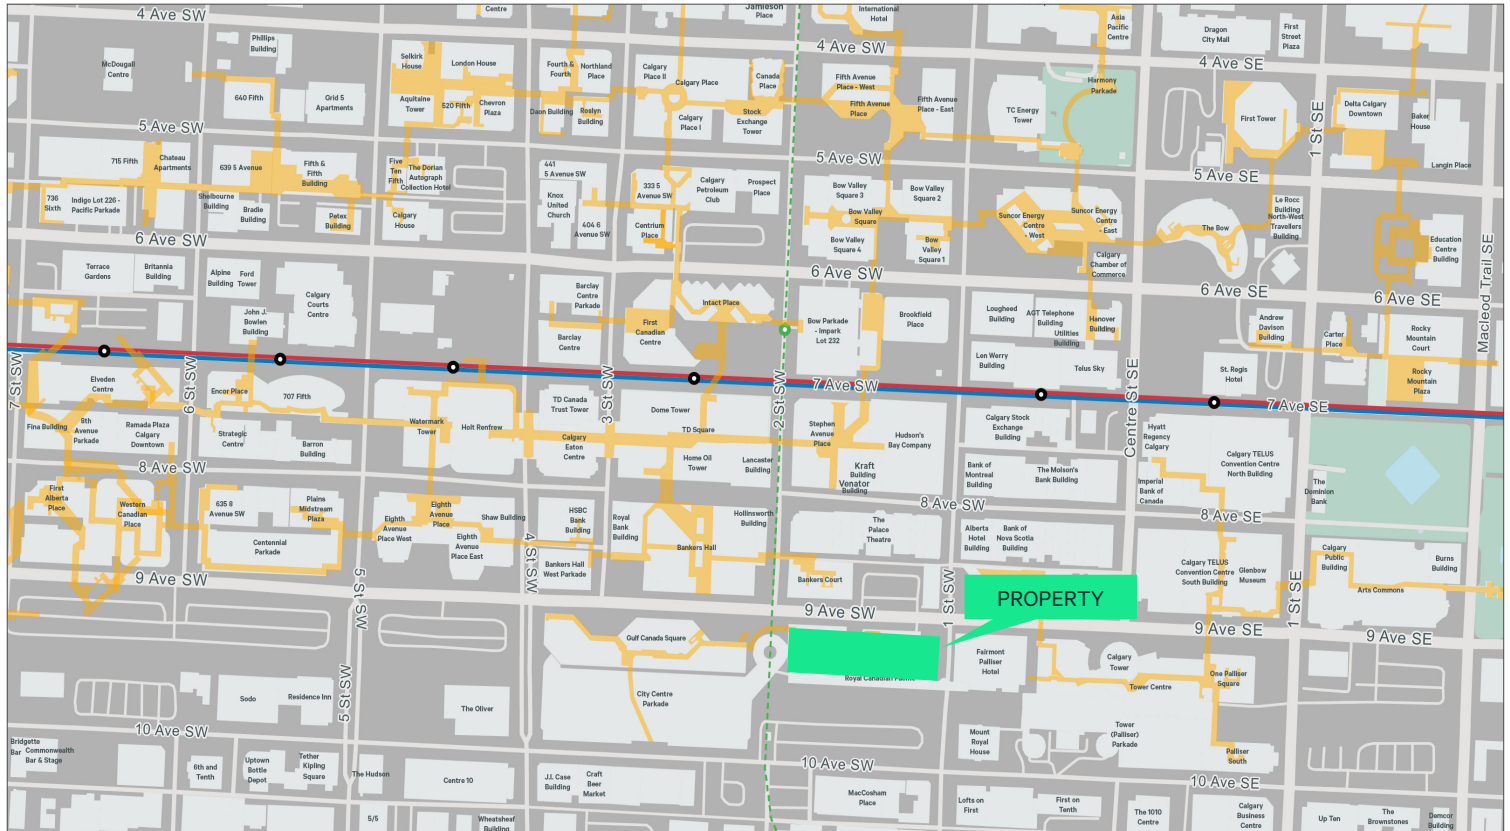 4 Ave SW
Centre
Jamieson
Place
International
Hotel
Asia
Pacific
Centre
Dragon
City Mall
First
Street
Plaza
Phillips
Building
McDougall
Centre
Selkirk
House
London House
Fourth &
Fourth
Northland
Place
Calgary
Place II
Calgary Place
Canada
Place
4 Ave SW
Fifth Avenue
Place - West
Harmony
Parkade
4 Ave SE
640 Fifth
Grid 5
Apartments
Aquitaine
Tower
520 Fifth
Chevron
Plaza
Daon Building
Roslyn
Building
Calgary
Place I
Stock
Exchange
Tower
Fifth Avenue
Place
Fifth Avenue
Place - East
TC Energy
Tower
First Tower
1 St SE
Delta Calgary
Downtown
Baker
House
5 Ave SW
715 Fifth
Chateau
Apartments
639 5 Avenue
Fifth &
Fifth
Building
Five
Ten
Fifth
The Dorian
Autograph
Collection Hotel
441
5 Avenue SW
333 5
Avenue SW
Calgary
Petroleum
Club
Prospect
Place
5 Ave SW
5 Ave SE
Langin Place
736
Sixth
Indigo Lot 226 -
Pacific Parkade
Shelbourne
Building
Bradie
Building
Petex
Building
Calgary
House
Knox
United
Church
404 6
Avenue SW
Centrium
Place
Bow Valley
Square 3
Bow Valley
Square 2
Bow Valley
Square
Bow Valley
Square 4
Bow
Valley
Square 1
Suncor Energy
Centre
- West
Suncor Energy
Centre
- East
The Bow
Le Rocc
Building
North-West
Travellers
Building
Education
Centre
Building
6 Ave SW
Terrace
Gardens
Britannia
Building
Alpine
Building
Ford
Tower
Calgary
Courts
Centre
John J.
Bowlen
Building
Barclay
Centre
Parkade
Barclay
Centre
First
Canadian
Centre
Intact Place
6 Ave SW
Bow Parkade
- Impark
Lot 232
Brookfield
Place
Calgary
Chamber of
Commerce
Lougheed
Building
AGT Telephone
Building
Utilities
Building
Hanover
Building
6 Ave SE
Andrew
Davison
Building
Carter
Place
6 Ave SE
Rocky
Mountain
Court
Macleod Trail SE
7 St SW
Elveden
Centre
6 St SW
Encor Place
707 Fifth
3 St SW
2 St SW
7 Ave SW
Len Werry
Building
Telus Sky
Centre St SE
St. Regis
Hotel
7 Ave SE
Rocky
Mountain
Plaza
Fina Building
8th
Avenue
Parkade
Ramada Plaza
Calgary
Downtown
Strategic
Centre
Barron
Building
Watermark
Tower
Holt Renfrew
TD Canada
Trust Tower
Calgary
Eaton
Centre
Dome Tower
TD Square
Home Oil
Tower
Lancaster
Building
Stephen
Avenue
Place
Hudson's
Bay Company
Kraft
Building
Venator
Building
Calgary Stock
Exchange
Building
Bank of
Montreal
Building
The Molson's
Bank Building
Hyatt
Regency
Calgary
Imperial
Bank of
Canada
Calgary TELUS
Convention Centre
North Building
The
Dominion
Bank
8 Ave SW
First
Alberta
Place
Western
Canadian
Place
635 8
Avenue SW
Plains
Midstream
Plaza
Centennial
Parkade
Eighth
Avenue
Place West
Eighth
Avenue
Place
Eighth
Avenue
Place East
Shaw Building
4 St SW
HSBC
Bank
Building
Royal
Bank
Building
Bankers Hall
West Parkade
Bankers Hall
Hollinsworth
Building
8 Ave SW
The
Palace
Theatre
Bankers Court
Alberta
Hotel
Building
Bank of
Nova Scotia
Building
8 Ave SE
Calgary TELUS
Convention Centre
South Building
Glenbow
Museum
Calgary
Public
Building
Arts Commons
Burns
Building
9 Ave SW
5 St SW
9 Ave SW
1 St SW
PROPERTY
9 Ave SE
1 St SE
9 Ave SE
Gulf Canada Square
City Centre
Parkade
Fairmont
Palliser
Hotel
Calgary
Tower
Tower Centre
One Palliser
Square
Sodo
Residence Inn
5 St SW
The Oliver
10 Ave SW
Mount
Royal
House
Tower
(Palliser)
Parkade
Palliser
South
Bridgette
Bar
Commonwealth
Bar & Stage
6th and
Tenth
Uptown
Bottle
Depot
Tether
Kipling
Square
The Hudson
Centre 10
J.J. Case
Building
Craft
Beer
Market
10 Ave SW
MacCosham
Place
Lofts on
First
First on
Tenth
The 1010
Centre
10 Ave SE
Calgary
Business
Centre
Up Ten
The
Brownstones
Demcor
Building
5/5
Wheatsheaf
Building